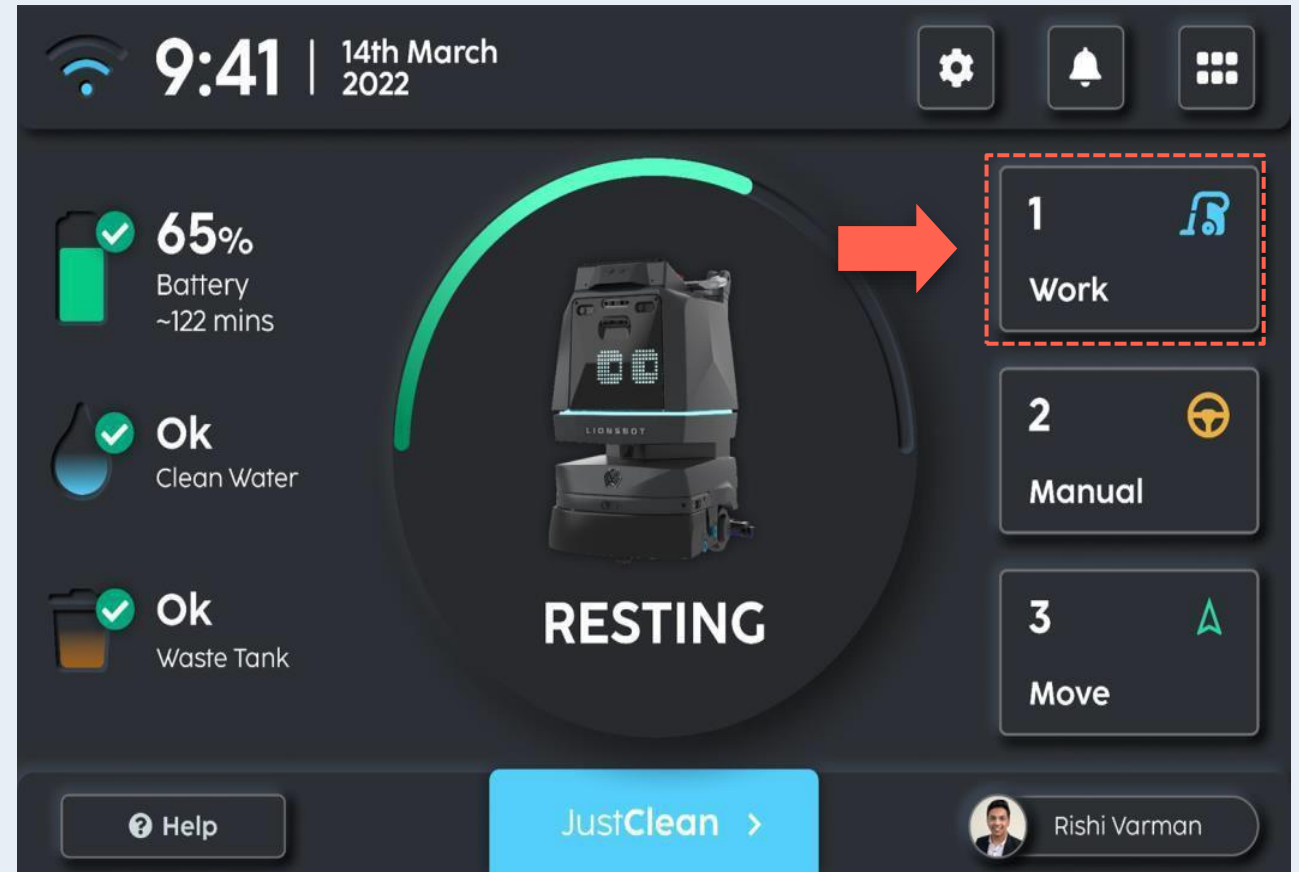 9:41
14th March
2022
65%
Battery
~122 mins
Ok
Clean Water
Ok
Waste Tank
LIONSBOT
RESTING
1
Work
2
Manual
3
Move
Help
JustClean >
Rishi Varman